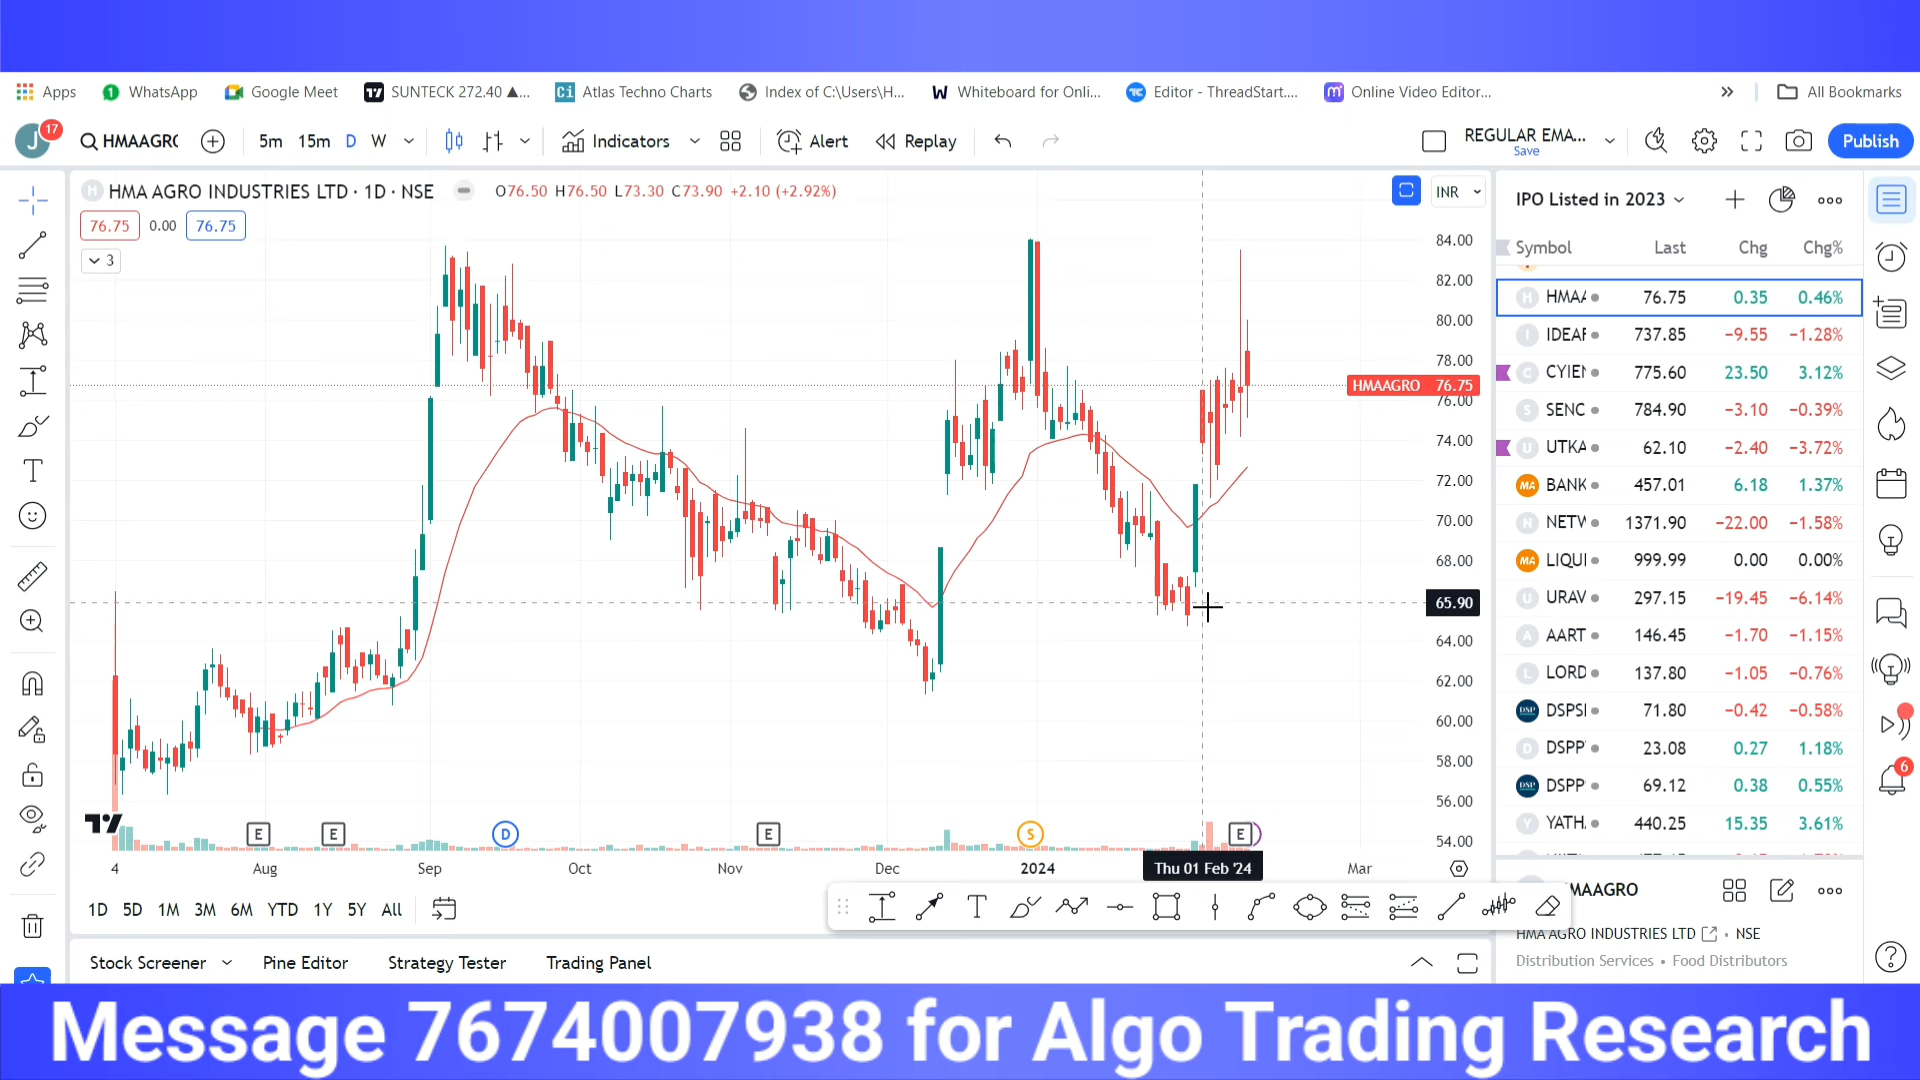 Apps
WhatsApp
Google Meet
SUNTECK 272.40 ▲...
Atlas Techno Charts
Index of C:\Users\H...
Whiteboard for Onli...
Editor - ThreadStart....
Online Video Editor...
»
All Bookmarks
J 17
HMAAGRO
5m 15m D W
Indicators
Alert
Replay
REGULAR EMA...
Save
Publish
HMA AGRO INDUSTRIES LTD · 1D · NSE
O76.50 H76.50 L73.30 C73.90 +2.10 (+2.92%)
INR
76.75 0.00 76.75
3
84.00
82.00
80.00
78.00
HMAAGRO 76.75
76.00
74.00
72.00
70.00
68.00
65.90
64.00
62.00
60.00
58.00
56.00
54.00
E E D E S E
4 Aug Sep Oct Nov Dec 2024 Thu 01 Feb '24 Mar
1D 5D 1M 3M 6M YTD 1Y 5Y All
Stock Screener
Pine Editor
Strategy Tester
Trading Panel
IPO Listed in 2023
Symbol Last Chg Chg%
H HMAA 76.75 0.35 0.46%
I IDEAF 737.85 −9.55 −1.28%
C CYIEN 775.60 23.50 3.12%
S SENC 784.90 −3.10 −0.39%
U UTKA 62.10 −2.40 −3.72%
MA BANK 457.01 6.18 1.37%
N NETW 1371.90 −22.00 −1.58%
MA LIQUI 999.99 0.00 0.00%
U URAV 297.15 −19.45 −6.14%
A AART 146.45 −1.70 −1.15%
L LORD 137.80 −1.05 −0.76%
DSP DSPSI 71.80 −0.42 −0.58%
D DSPP 23.08 0.27 1.18%
DSP DSPP 69.12 0.38 0.55%
Y YATH. 440.25 15.35 3.61%
6
MAAGRO
HMA AGRO INDUSTRIES LTD • NSE
Distribution Services • Food Distributors
Message 7674007938 for Algo Trading Research